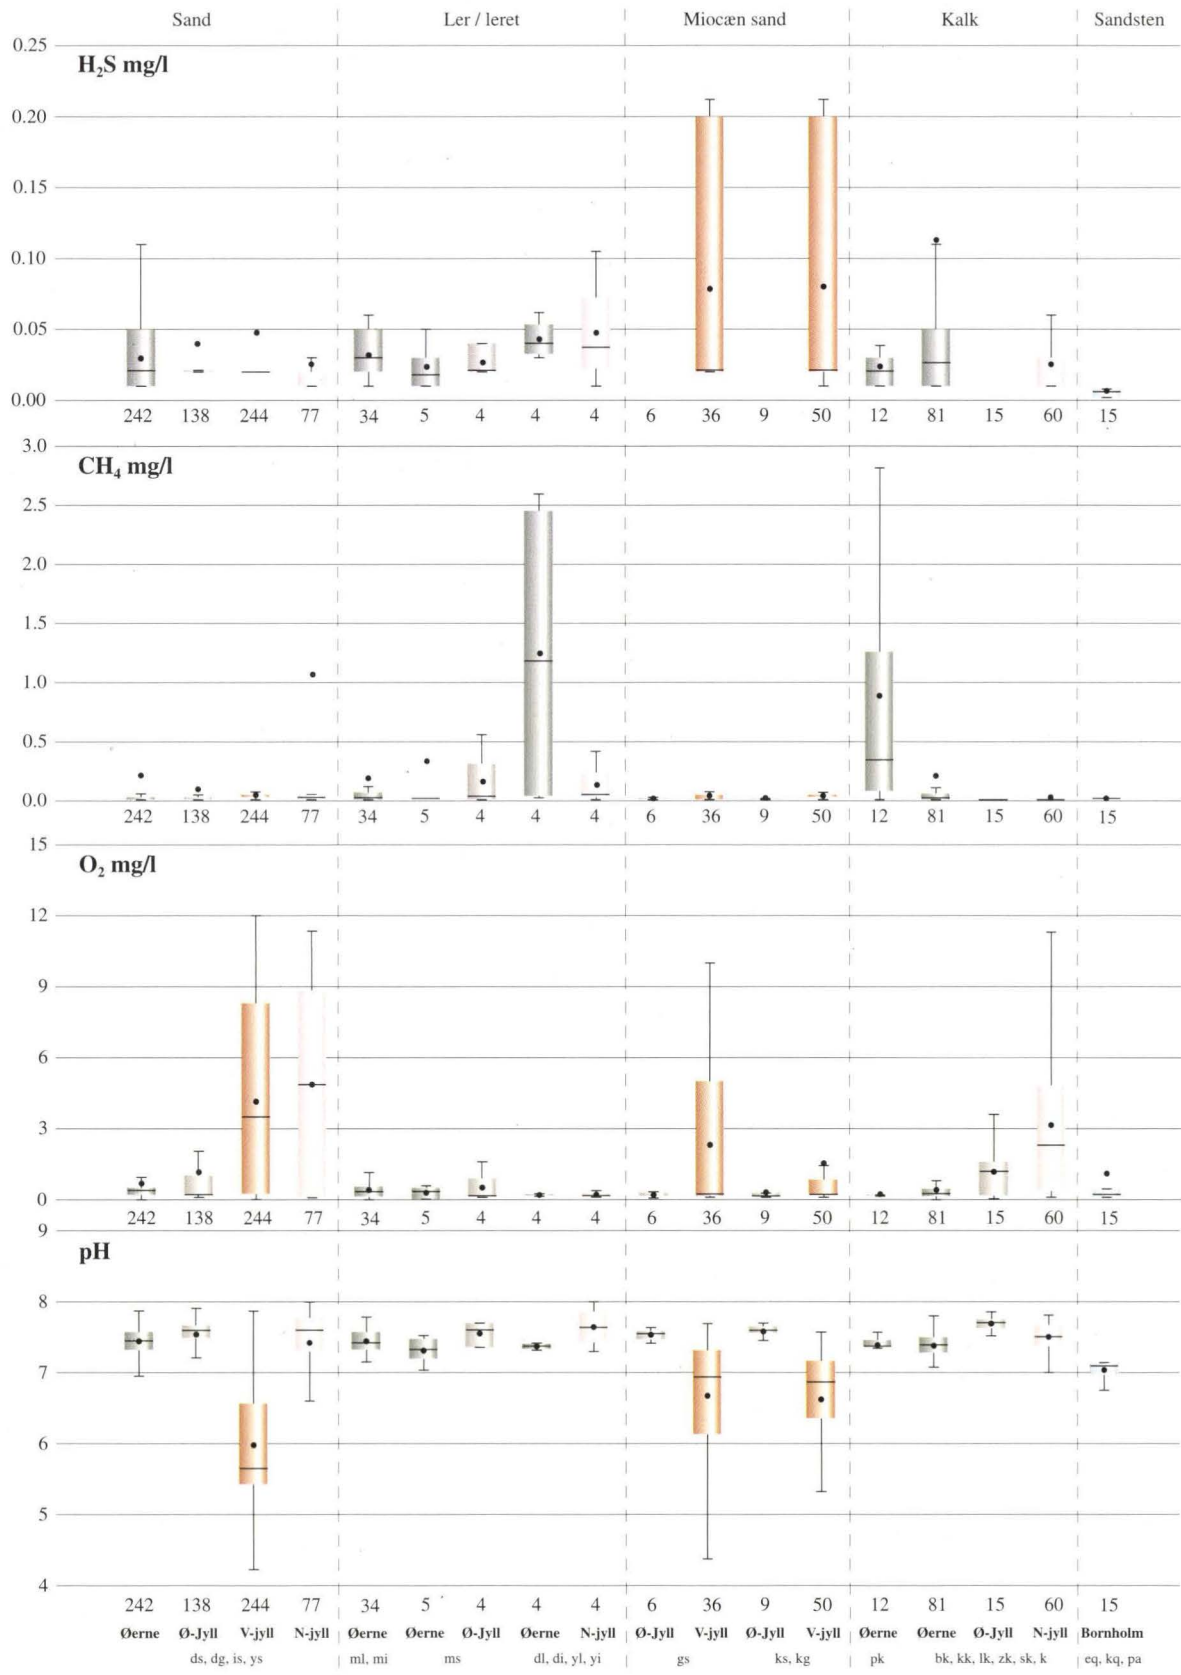 Sand Ler / leret Miocæn sand Kalk Sandsten
0.25
H₂S mg/l
0.20
0.15
0.10
0.05
0.00
242 138 244 77 34 5 4 4 4 6 36 9 50 12 81 15 60 15
3.0
CH₄ mg/l
2.5
2.0
1.5
1.0
0.5
0.0
242 138 244 77 34 5 4 4 4 6 36 9 50 12 81 15 60 15
15
O₂ mg/l
12
9
6
3
0
242 138 244 77 34 5 4 4 4 6 36 9 50 12 81 15 60 15
9
pH
8
7
6
5
4
242 138 244 77 34 5 4 4 4 6 36 9 50 12 81 15 60 15
Øerne Ø-Jyll V-jyll N-jyll Øerne Øerne Ø-Jyll Øerne N-jyll Ø-Jyll V-jyll Ø-Jyll V-jyll Øerne Øerne Ø-Jyll N-jyll Bornholm
ds, dg, is, ys ml, mi ms dl, di, yl, yi gs ks, kg pk bk, kk, lk, zk, sk, k eq, kq, pa